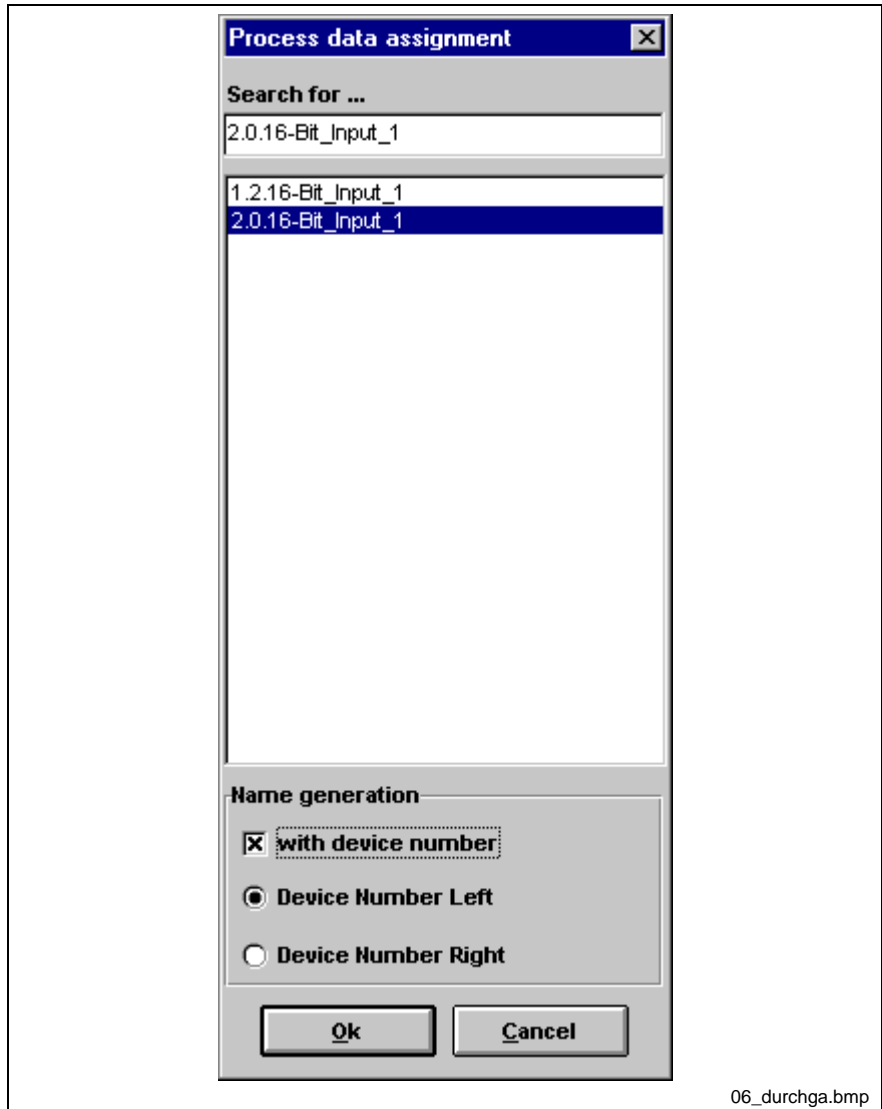 Process data assignment
Search for ...
2.0.16-Bit_Input_1
1.2.16-Bit_Input_1
2.0.16-Bit_Input_1
Name generation
with device number
Device Number Left
Device Number Right
Ok Cancel
06_durchga.bmp